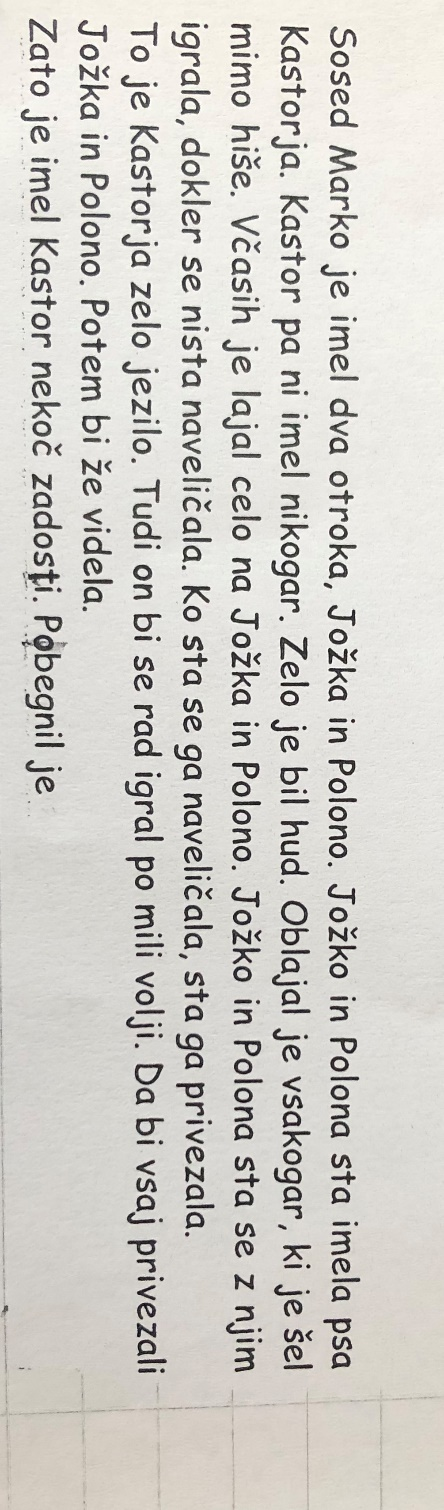 Sosed Marko je imel dva otroka, Jožka in Polono. Jožko in Polona sta imela psa
Kastorja. Kastor pa ni imel nikogar. Zelo je bil hud. Oblajal je vsakogar, ki je šel
mimo hiše. Včasih je lajal celo na Jožka in Polono. Jožko in Polona sta se z njim
igrala, dokler se nista naveličala. Ko sta se ga naveličala, sta ga privezala.
To je Kastorja zelo jezilo. Tudi on bi se rad igral po mili volji. Da bi vsaj privezali
Jožka in Polono. Potem bi že videla.
Zato je imel Kastor nekoč zadosti. Pobegnil je